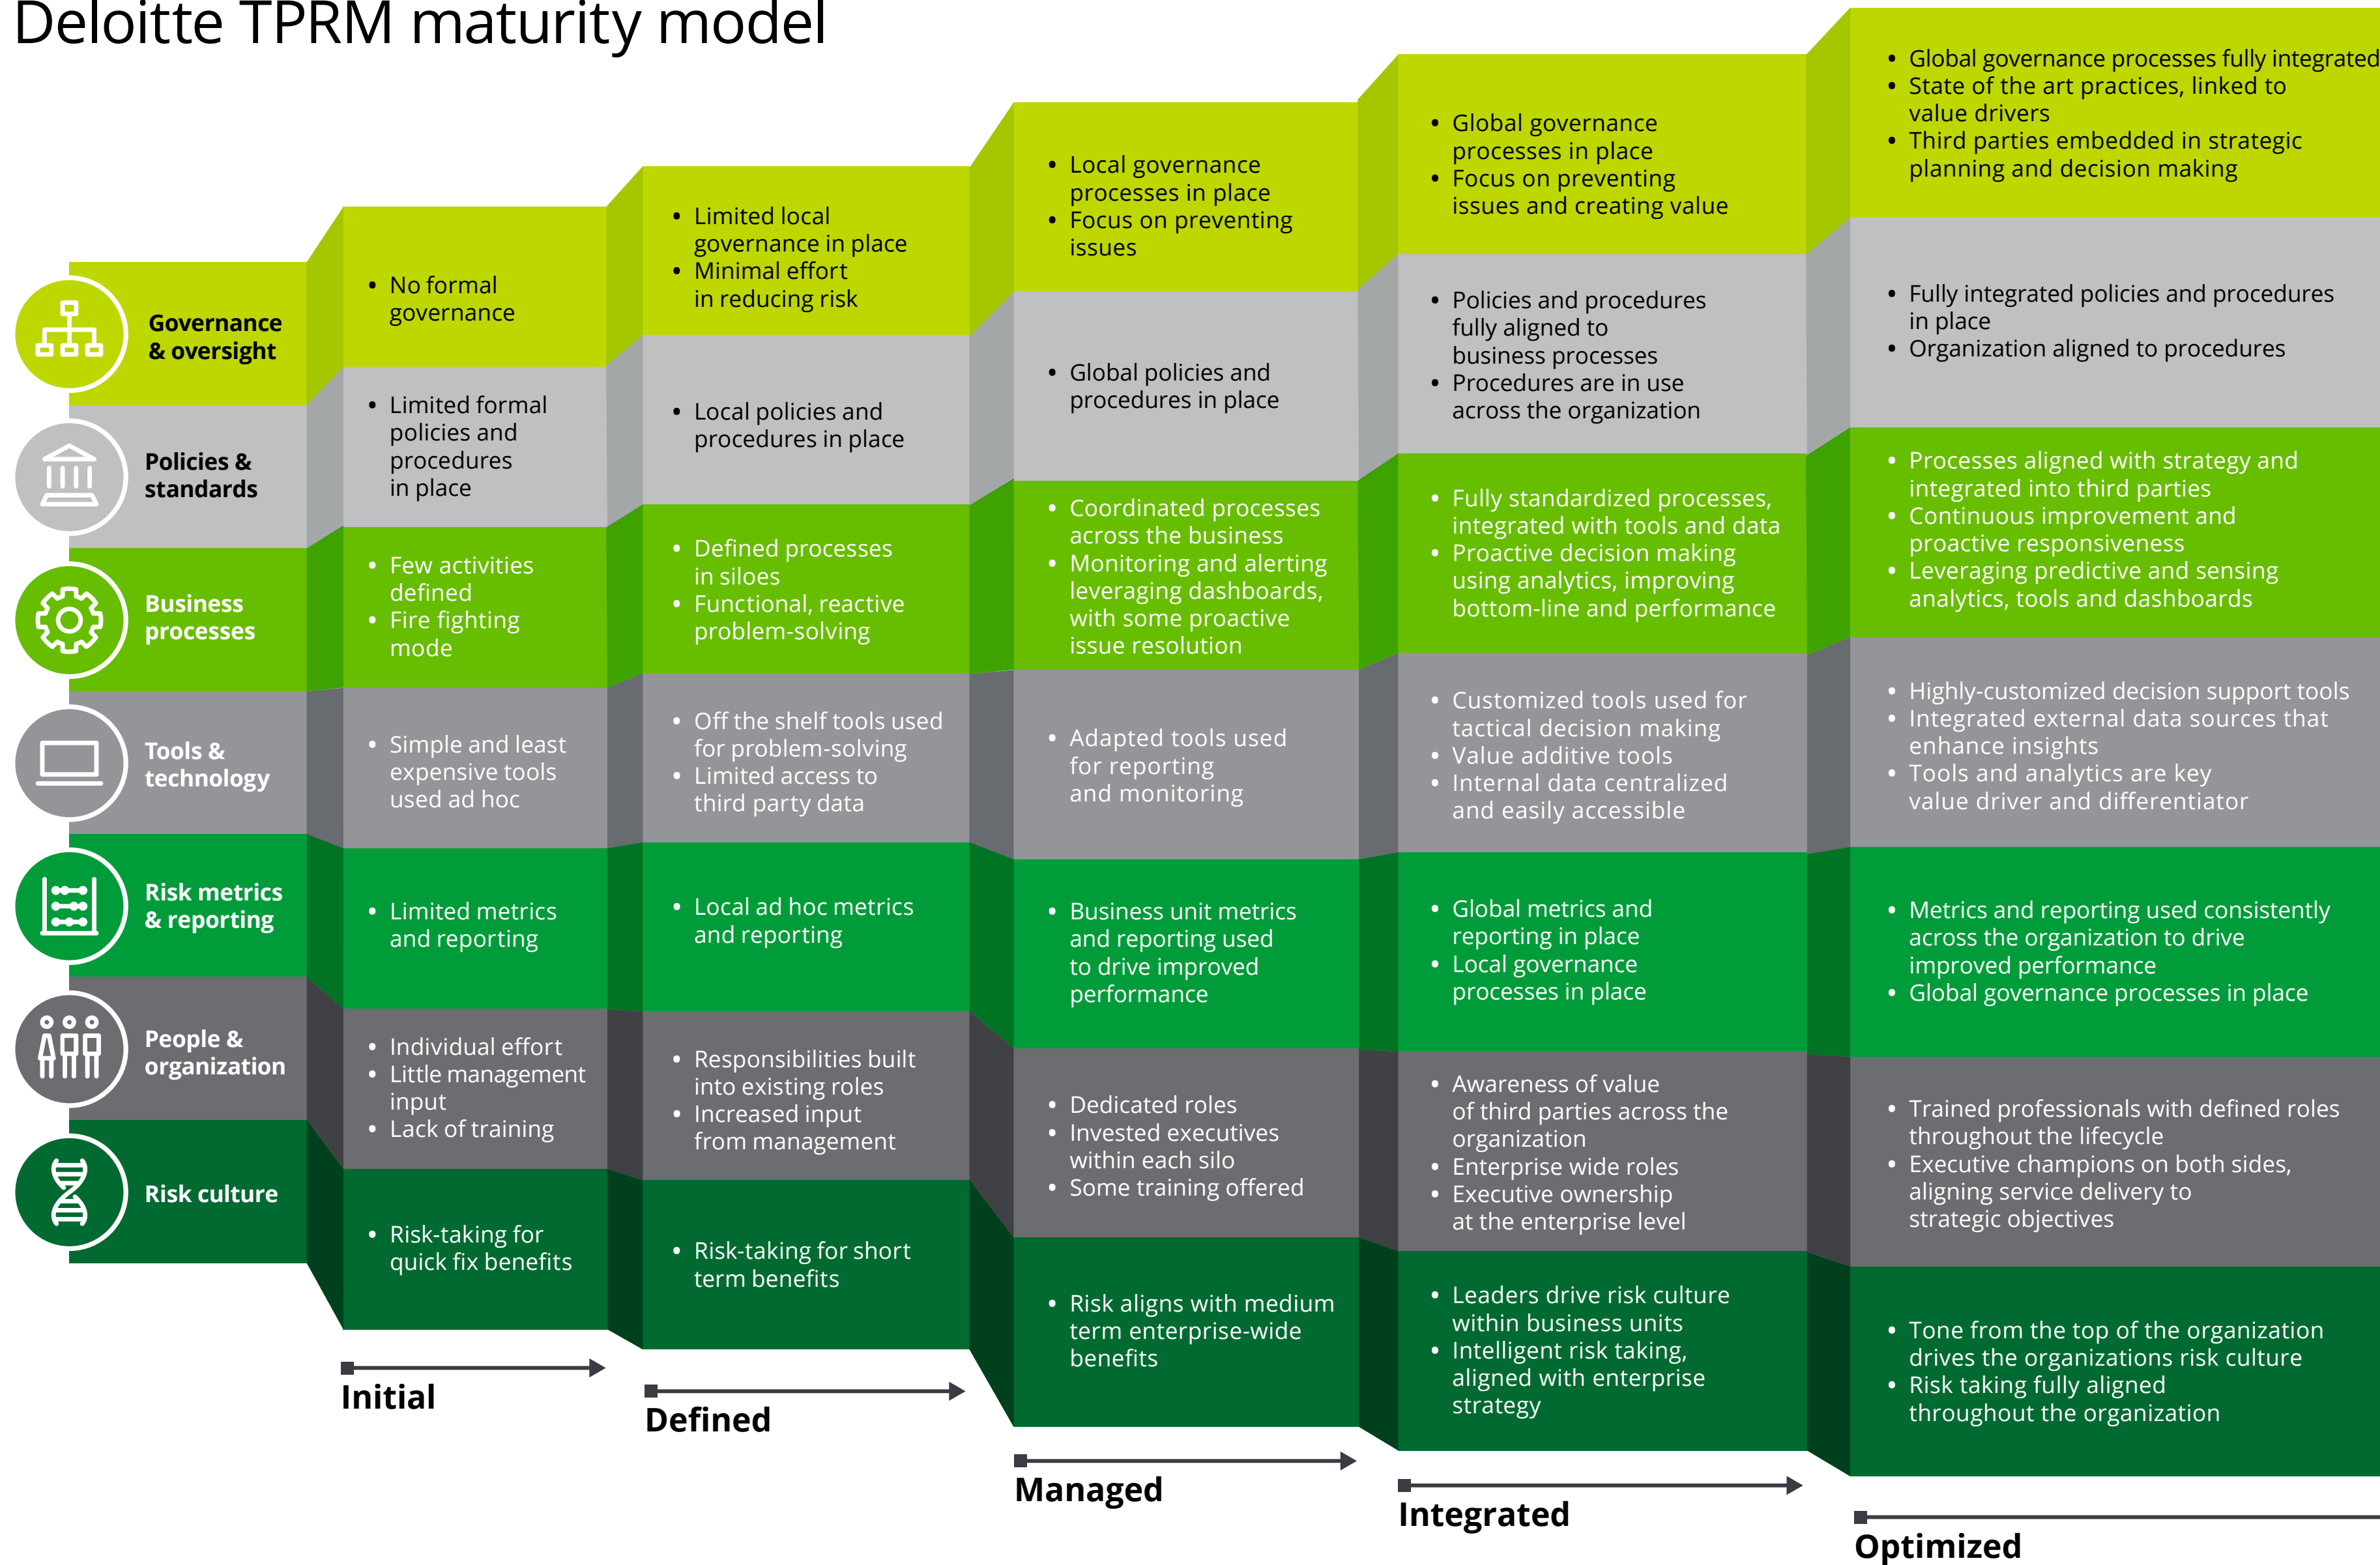 Deloitte TPRM maturity model
Governance
& oversight
• No formal
governance
• Limited local
governance in place
• Minimal effort
in reducing risk
• Local governance
processes in place
• Focus on preventing
issues
• Global governance
processes in place
• Focus on preventing
issues and creating value
• Global governance processes fully integrated
• State of the art practices, linked to
value drivers
• Third parties embedded in strategic
planning and decision making
Policies &
standards
• Limited formal
policies and
procedures
in place
• Local policies and
procedures in place
• Global policies and
procedures in place
• Policies and procedures
fully aligned to
business processes
• Procedures are in use
across the organization
• Fully integrated policies and procedures
in place
• Organization aligned to procedures
Business
processes
• Few activities
defined
• Fire fighting
mode
• Defined processes
in siloes
• Functional, reactive
problem-solving
• Coordinated processes
across the business
• Monitoring and alerting
leveraging dashboards,
with some proactive
issue resolution
• Fully standardized processes,
integrated with tools and data
• Proactive decision making
using analytics, improving
bottom-line and performance
• Processes aligned with strategy and
integrated into third parties
• Continuous improvement and
proactive responsiveness
• Leveraging predictive and sensing
analytics, tools and dashboards
Tools &
technology
• Simple and least
expensive tools
used ad hoc
• Off the shelf tools used
for problem-solving
• Limited access to
third party data
• Adapted tools used
for reporting
and monitoring
• Customized tools used for
tactical decision making
• Value additive tools
• Internal data centralized
and easily accessible
• Highly-customized decision support tools
• Integrated external data sources that
enhance insights
• Tools and analytics are key
value driver and differentiator
Risk metrics
& reporting
• Limited metrics
and reporting
• Local ad hoc metrics
and reporting
• Business unit metrics
and reporting used
to drive improved
performance
• Global metrics and
reporting in place
• Local governance
processes in place
• Metrics and reporting used consistently
across the organization to drive
improved performance
• Global governance processes in place
People &
organization
• Individual effort
• Little management
input
• Lack of training
• Responsibilities built
into existing roles
• Increased input
from management
• Dedicated roles
• Invested executives
within each silo
• Some training offered
• Awareness of value
of third parties across the
organization
• Enterprise wide roles
• Executive ownership
at the enterprise level
• Trained professionals with defined roles
throughout the lifecycle
• Executive champions on both sides,
aligning service delivery to
strategic objectives
Risk culture
• Risk-taking for
quick fix benefits
• Risk-taking for short
term benefits
• Risk aligns with medium
term enterprise-wide
benefits
• Leaders drive risk culture
within business units
• Intelligent risk taking,
aligned with enterprise
strategy
• Tone from the top of the organization
drives the organizations risk culture
• Risk taking fully aligned
throughout the organization
Initial
Defined
Managed
Integrated
Optimized